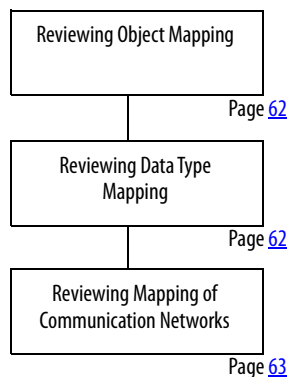 Reviewing Object Mapping
Page 62
Reviewing Data Type
Mapping
Page 62
Reviewing Mapping of
Communication Networks
Page 63